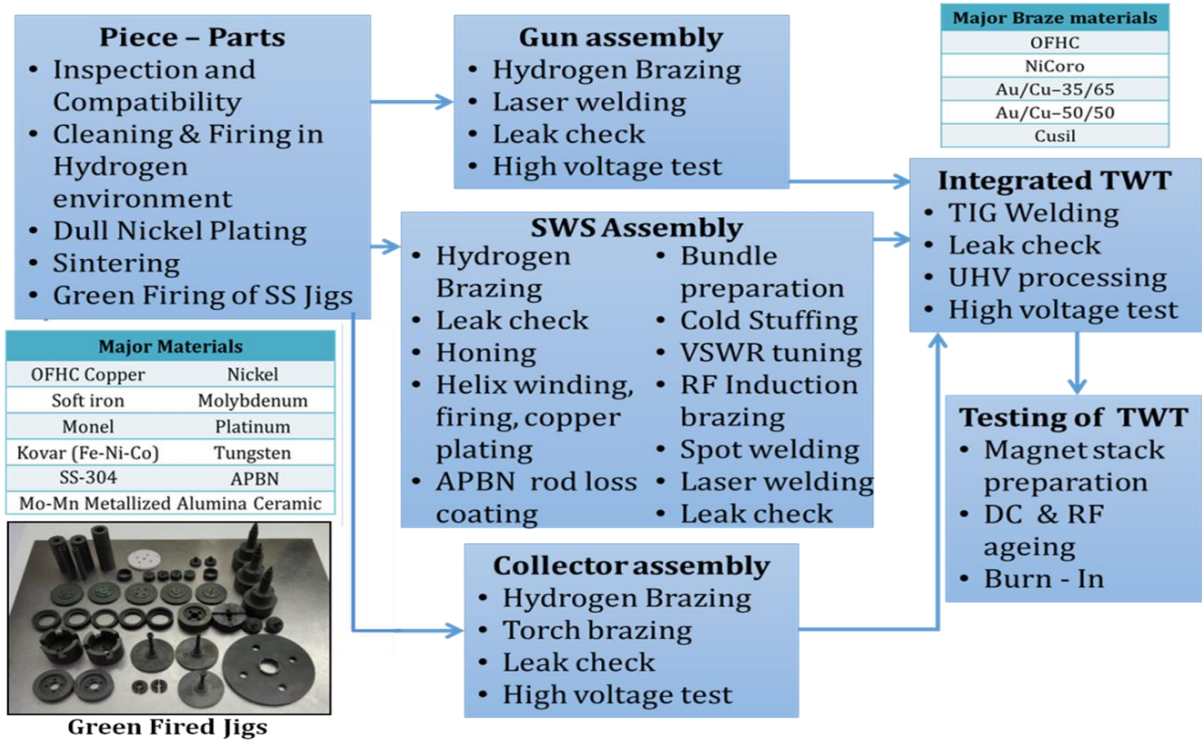 Piece – Parts
• Inspection and
Compatibility
• Cleaning & Firing in
Hydrogen
environment
• Dull Nickel Plating
• Sintering
• Green Firing of SS Jigs
Major Materials
OFHC Copper Nickel
Soft iron Molybdenum
Monel Platinum
Kovar (Fe-Ni-Co) Tungsten
SS-304 APBN
Mo-Mn Metallized Alumina Ceramic
Green Fired Jigs
Gun assembly
• Hydrogen Brazing
• Laser welding
• Leak check
• High voltage test
SWS Assembly
• Hydrogen
Brazing
• Leak check
• Honing
• Helix winding,
firing, copper
plating
• APBN rod loss
coating
• Bundle
preparation
• Cold Stuffing
• VSWR tuning
• RF Induction
brazing
• Spot welding
• Laser welding
• Leak check
Collector assembly
• Hydrogen Brazing
• Torch brazing
• Leak check
• High voltage test
Major Braze materials
OFHC
NiCoro
Au/Cu–35/65
Au/Cu–50/50
Cusil
Integrated TWT
• TIG Welding
• Leak check
• UHV processing
• High voltage test
Testing of TWT
• Magnet stack
preparation
• DC & RF
ageing
• Burn - In